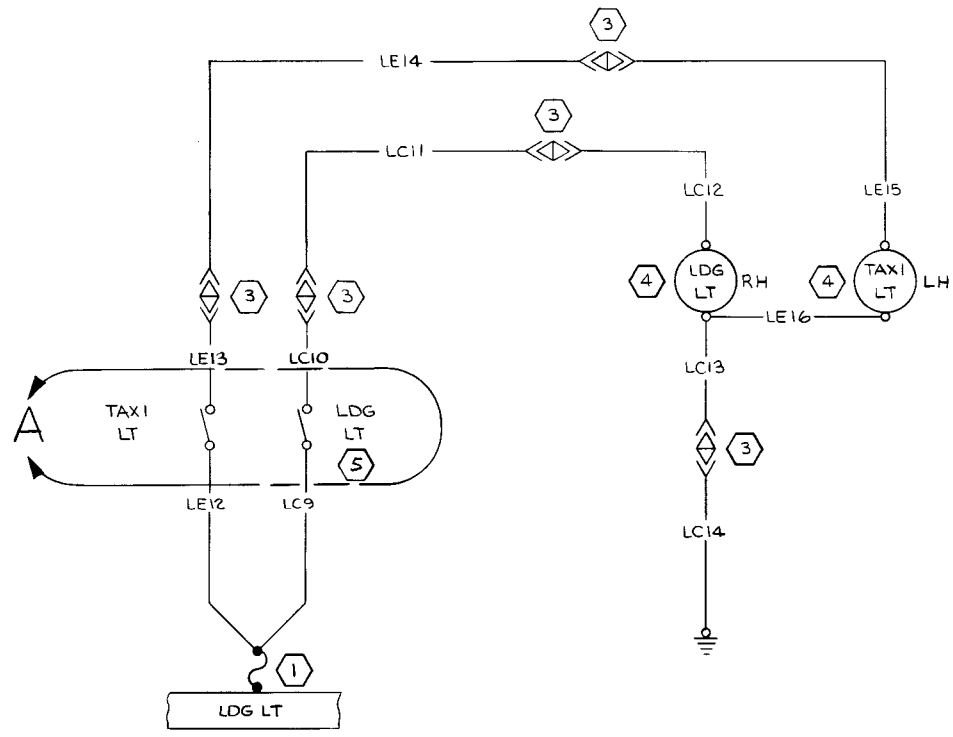 3
LE14
3
LC11
LC12
LE15
4
LDG
LT
RH
4
TAXI
LT
LH
3
3
LE16
LE13
LC10
LC13
A
TAXI
LT
LDG
LT
5
3
LE12
LC9
LC14
1
LDG LT